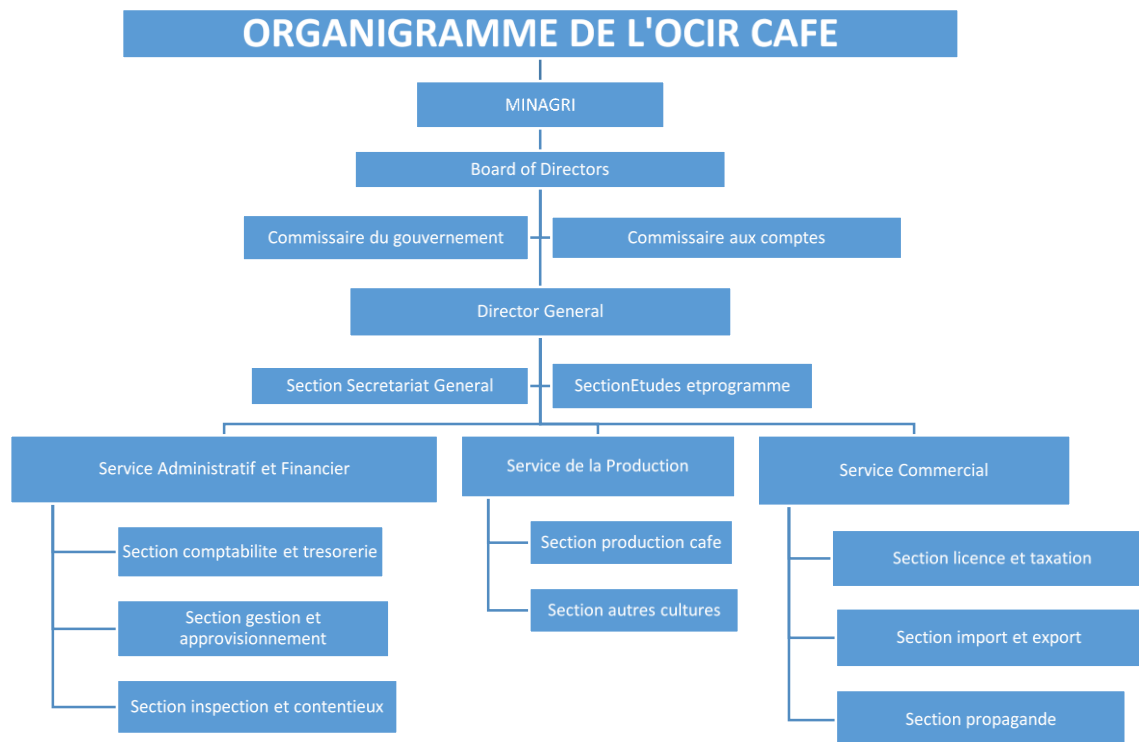 ORGANIGRAMME DE L'OCIR CAFE
MINAGRI
Board of Directors
Commissaire du gouvernement
Commissaire aux comptes
Director General
Section Secretariat General
SectionEtudes etprogramme
Service Administratif et Financier
Service de la Production
Service Commercial
Section comptabilite et tresorerie
Section gestion et
approvisionnement
Section inspection et contentieux
Section production cafe
Section autres cultures
Section licence et taxation
Section import et export
Section propagande